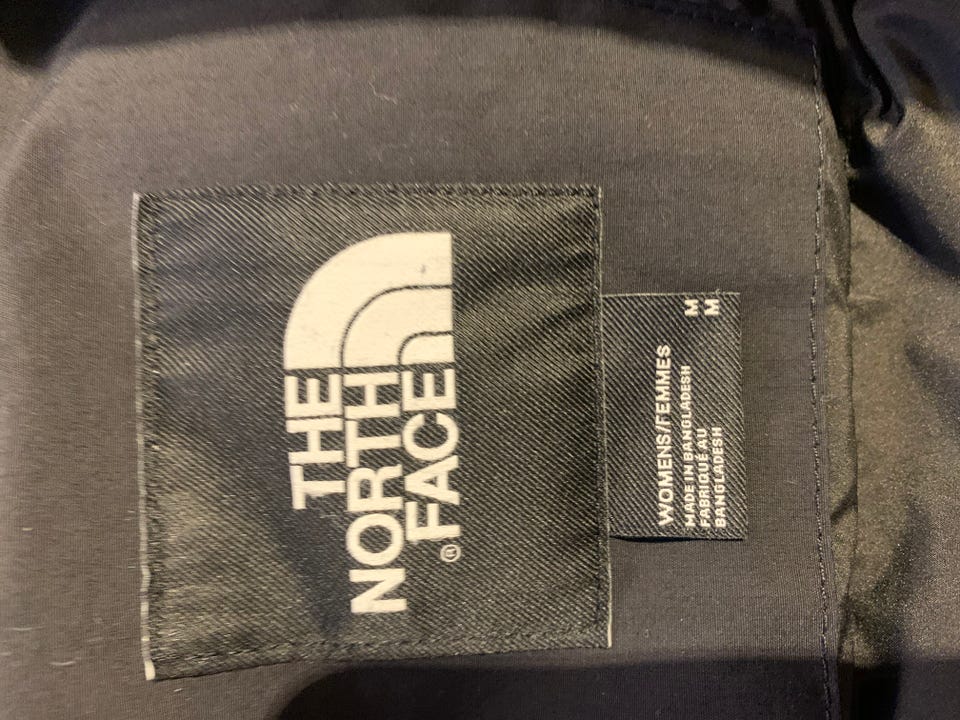 THE
NORTH
FACE®
WOMENS/FEMMES
MADE IN BANGLADESH M
FABRIQUÉ AU M
BANGLADESH